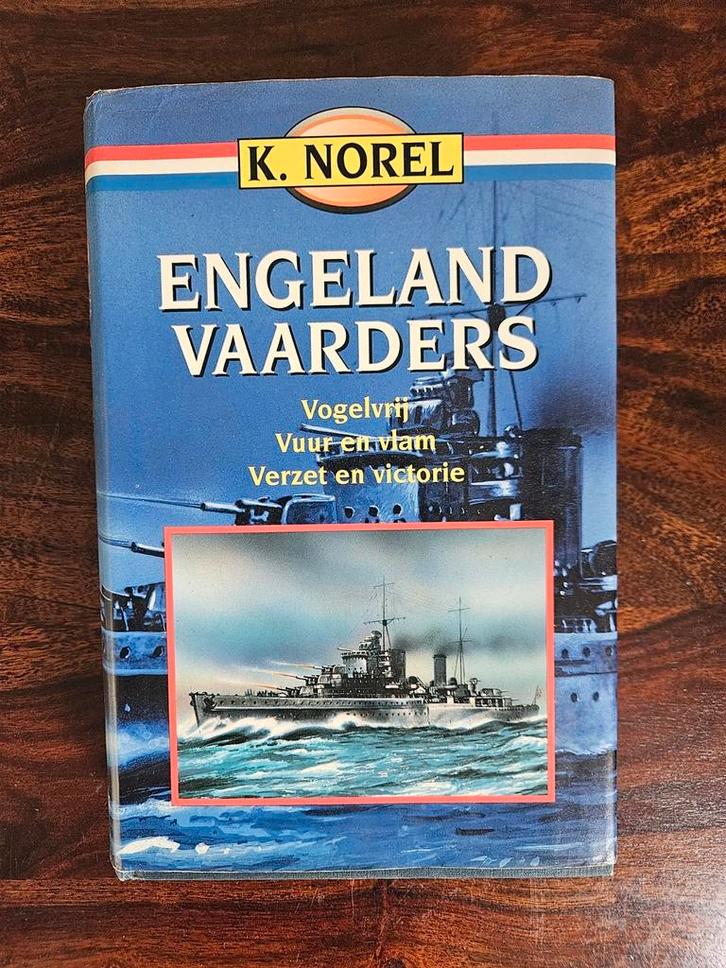 K. NOREL
ENGELAND
VAARDERS
Vogelvrij
Vuur en vlam
Verzet en victorie